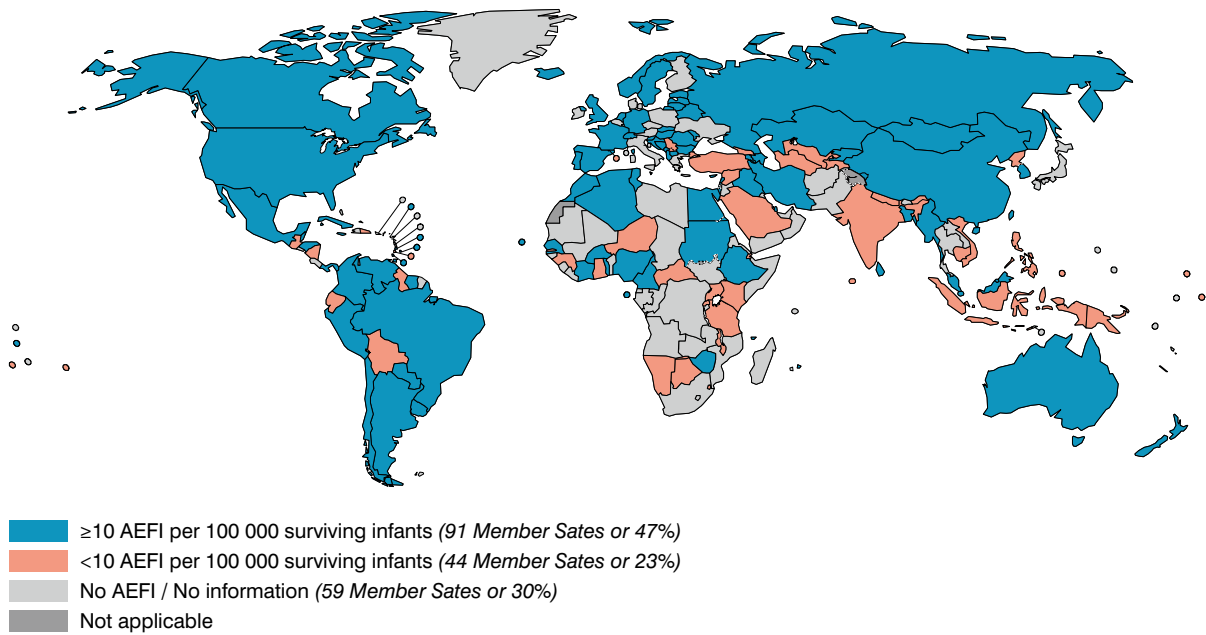 ≥10 AEFI per 100 000 surviving infants (91 Member Sates or 47%)
<10 AEFI per 100 000 surviving infants (44 Member Sates or 23%)
No AEFI / No information (59 Member Sates or 30%)
Not applicable